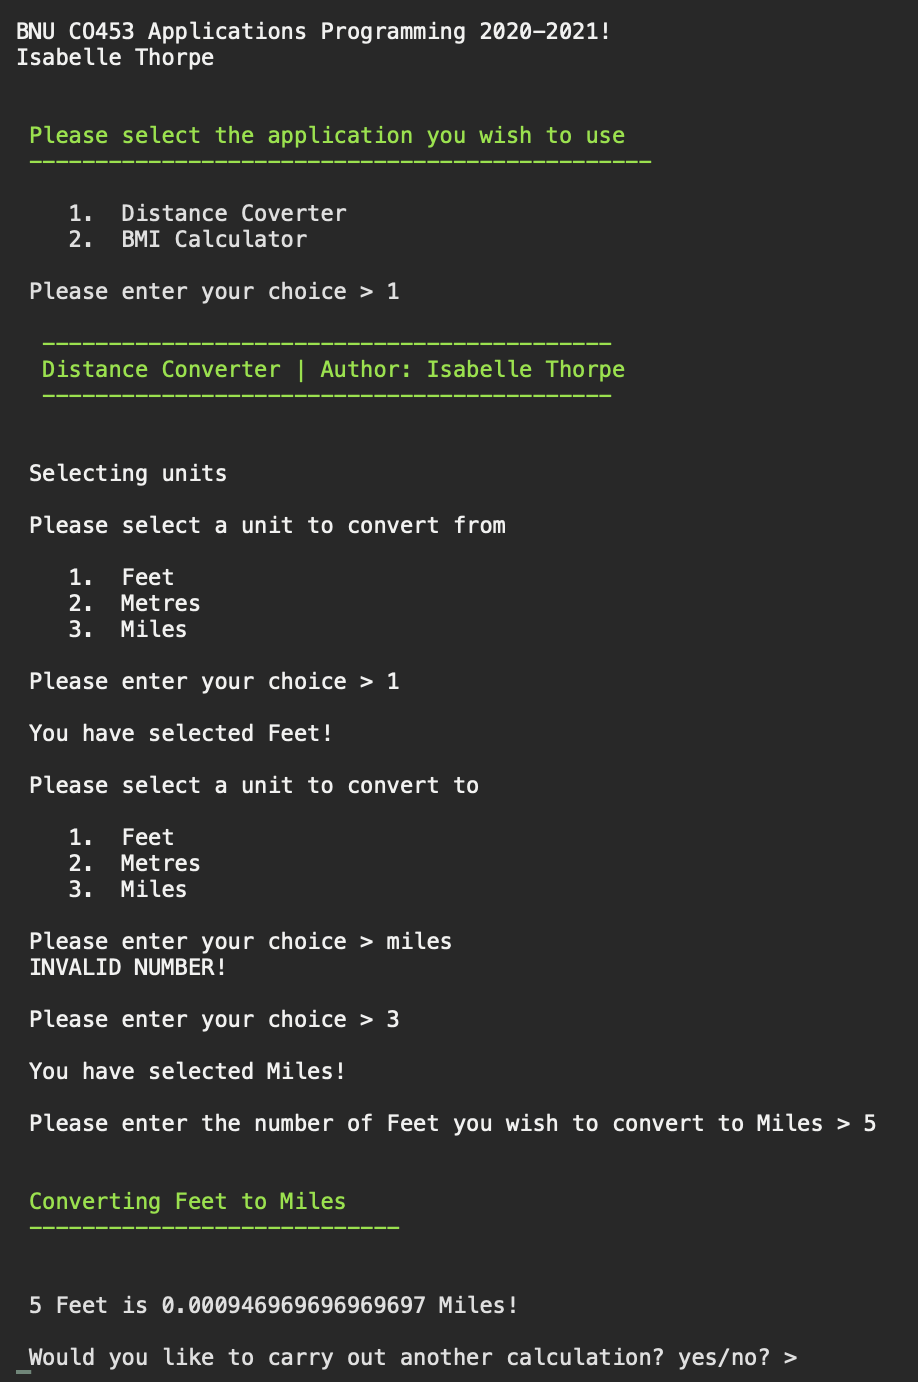 BNU CO453 Applications Programming 2020-2021!
Isabelle Thorpe
Please select the application you wish to use
-----------------------------------------------
1. Distance Coverter
2. BMI Calculator
Please enter your choice > 1
-------------------------------------------
Distance Converter | Author: Isabelle Thorpe
-------------------------------------------
Selecting units
Please select a unit to convert from
1. Feet
2. Metres
3. Miles
Please enter your choice > 1
You have selected Feet!
Please select a unit to convert to
1. Feet
2. Metres
3. Miles
Please enter your choice > miles
INVALID NUMBER!
Please enter your choice > 3
You have selected Miles!
Please enter the number of Feet you wish to convert to Miles > 5
Converting Feet to Miles
----------------------------
5 Feet is 0.000946969696969697 Miles!
Would you like to carry out another calculation? yes/no? >